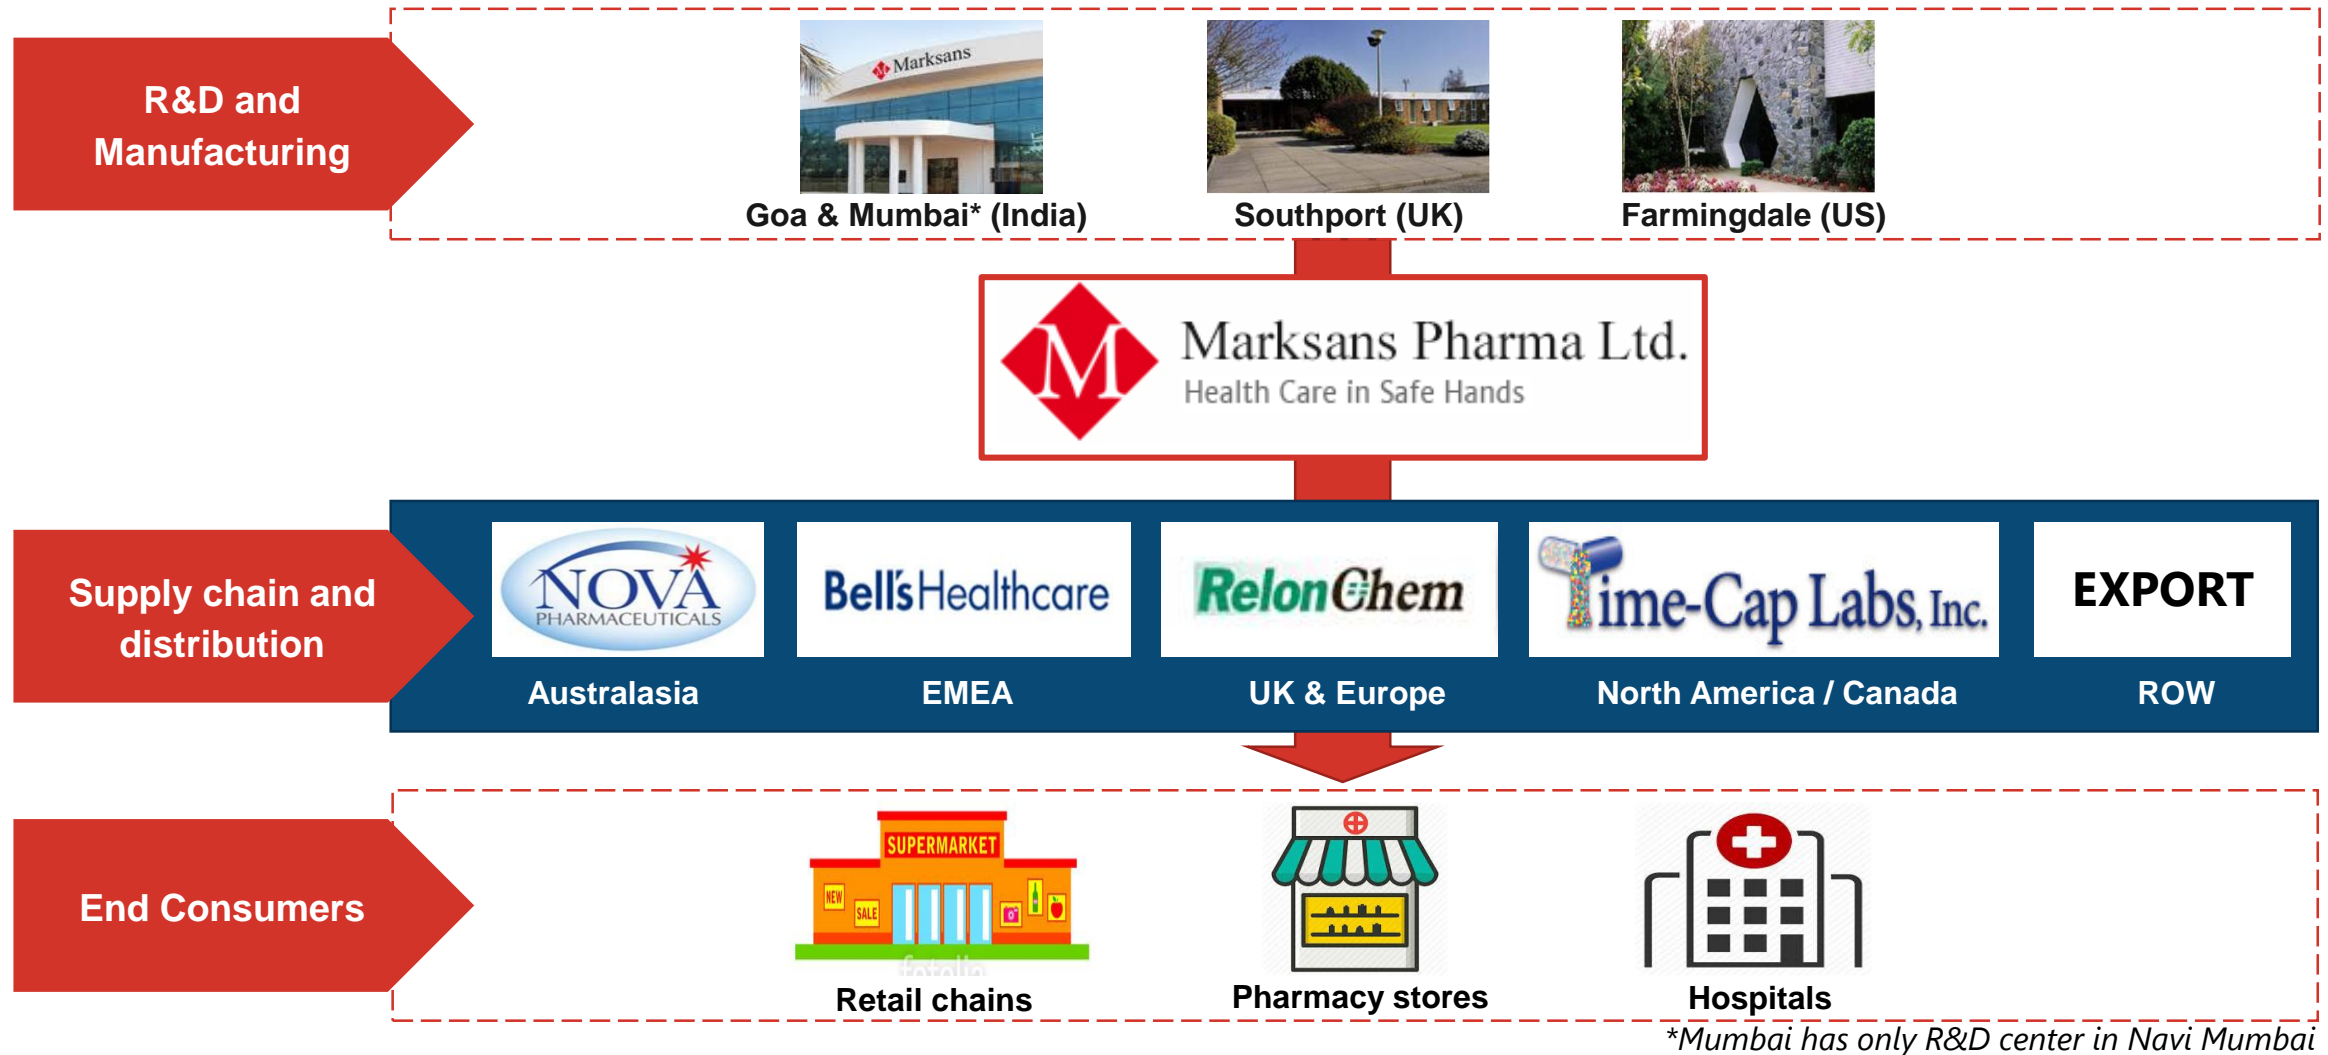 Marksans
R&D and
Manufacturing
Goa & Mumbai* (India)
Southport (UK)
Farmingdale (US)
M
Marksans Pharma Ltd.
Health Care in Safe Hands
Supply chain and
distribution
NOVA
PHARMACEUTICALS
Bell's Healthcare
RelonChem
Time-Cap Labs, Inc.
EXPORT
Australasia
EMEA
UK & Europe
North America / Canada
ROW
End Consumers
SUPERMARKET
NEW
SALE
fotolia
Retail chains
Pharmacy stores
Hospitals
*Mumbai has only R&D center in Navi Mumbai